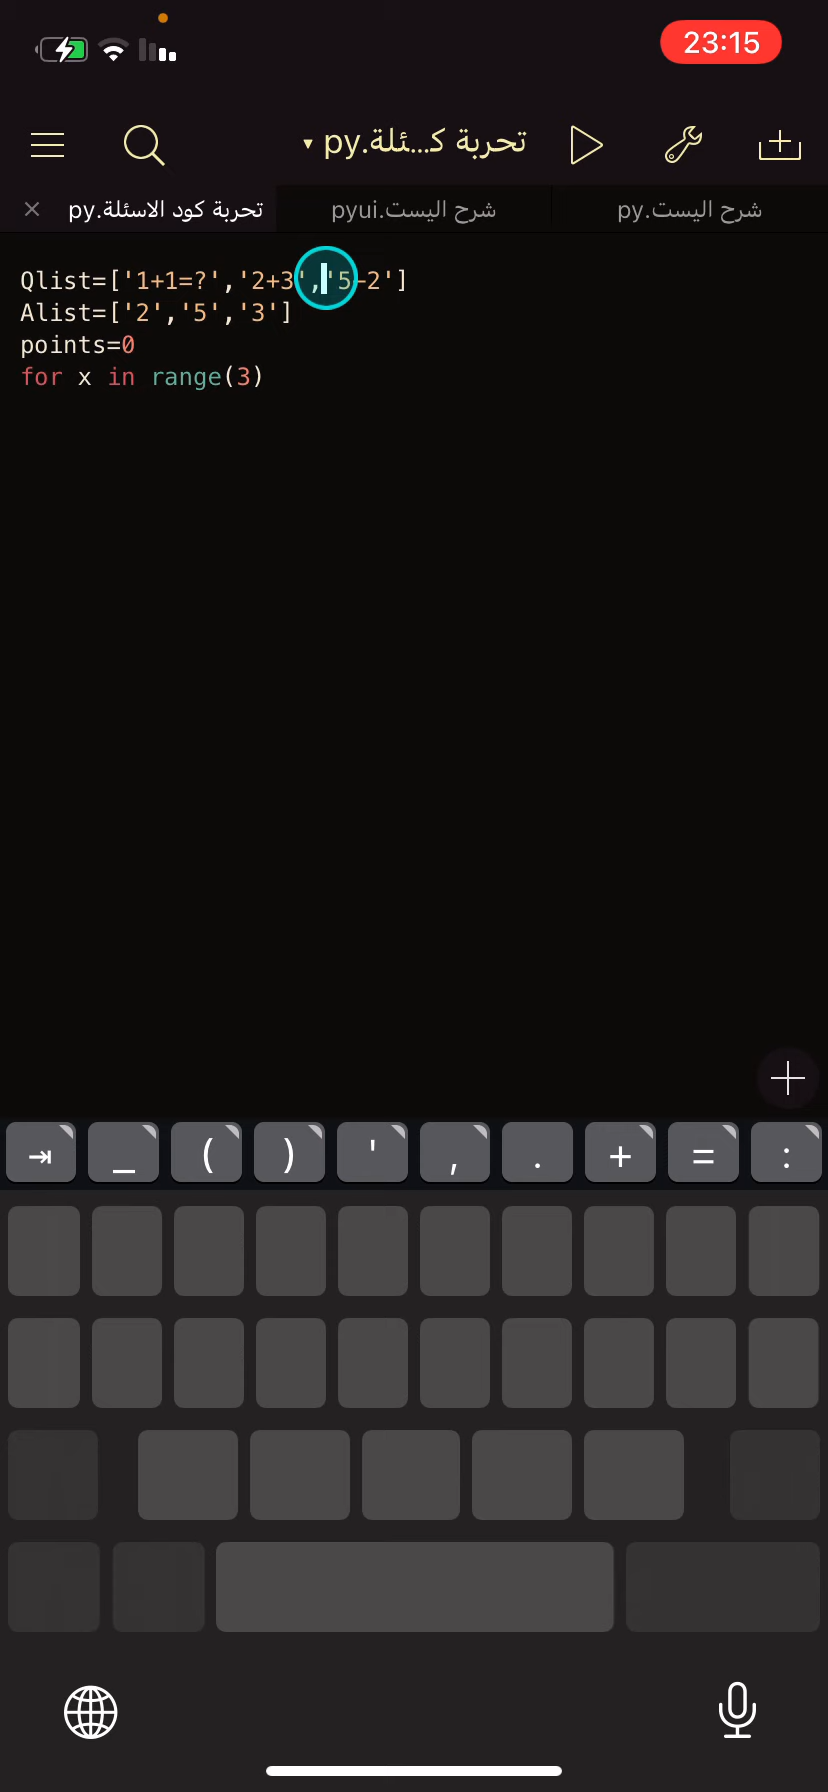 23:15
تحربة ك...ئلة.py ▾
تحربة كود الاسئلة.py
شرح اليست.pyui
شرح اليست.py
Qlist=['1+1=?','2+3','5-2']
Alist=['2','5','3']
points=0
for x in range(3)
⇥ _ ( ) ' , . + = :